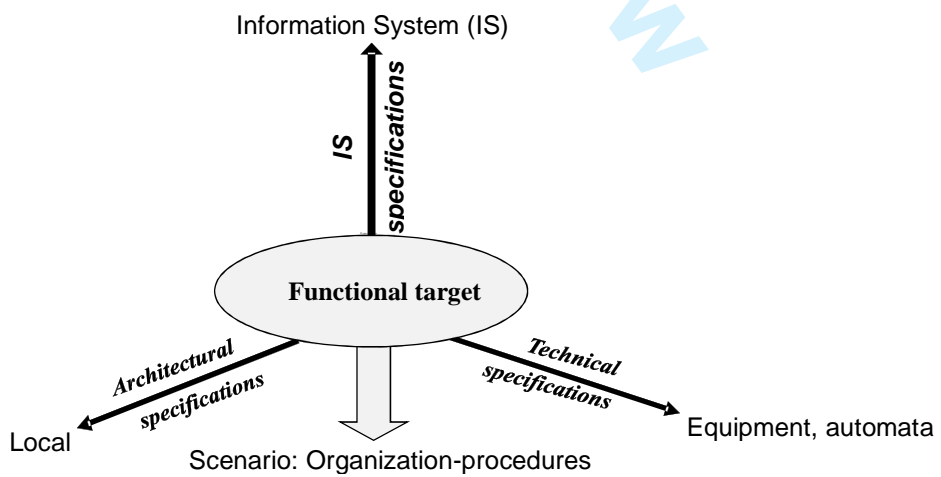 Information System (IS)
IS
specifications
Functional target
Architectural
specifications
Technical
specifications
Local
Equipment, automata
Scenario: Organization-procedures
w